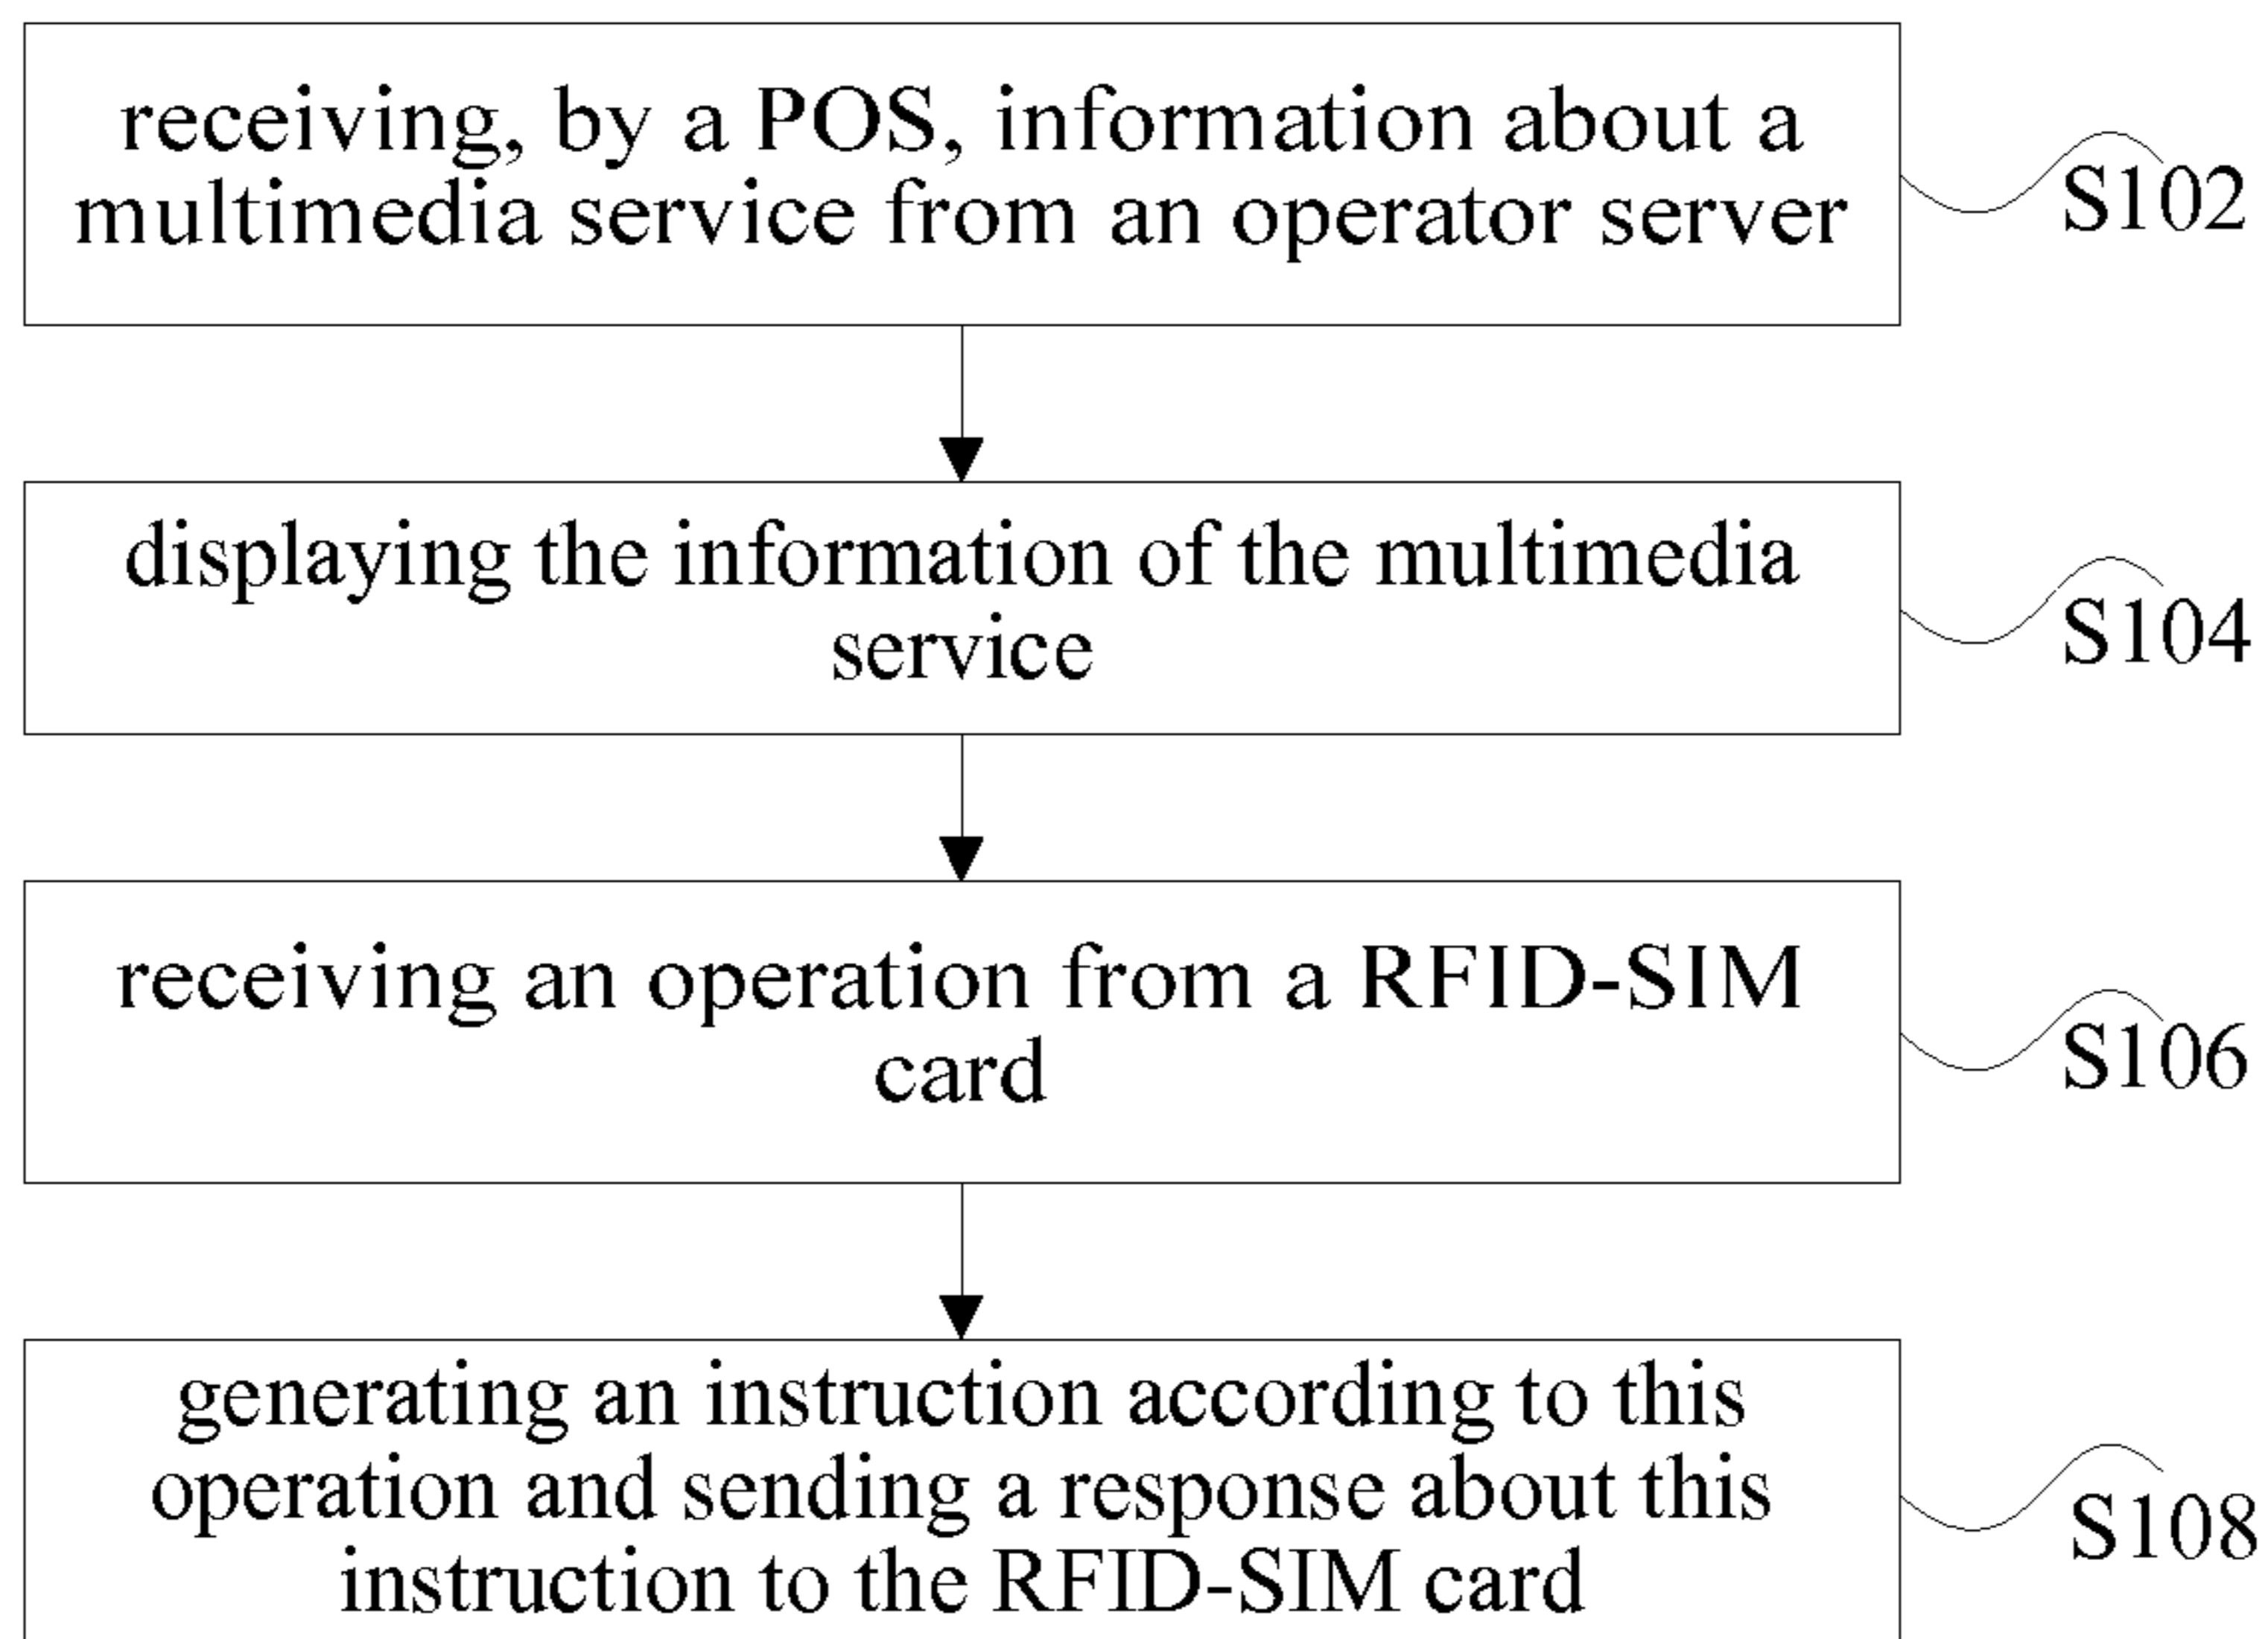 receiving, by a POS, information about a
multimedia service from an operator server
S102
displaying the information of the multimedia
service
S104
receiving an operation from a RFID-SIM
card
S106
generating an instruction according to this
operation and sending a response about this
instruction to the RFID-SIM card
S108